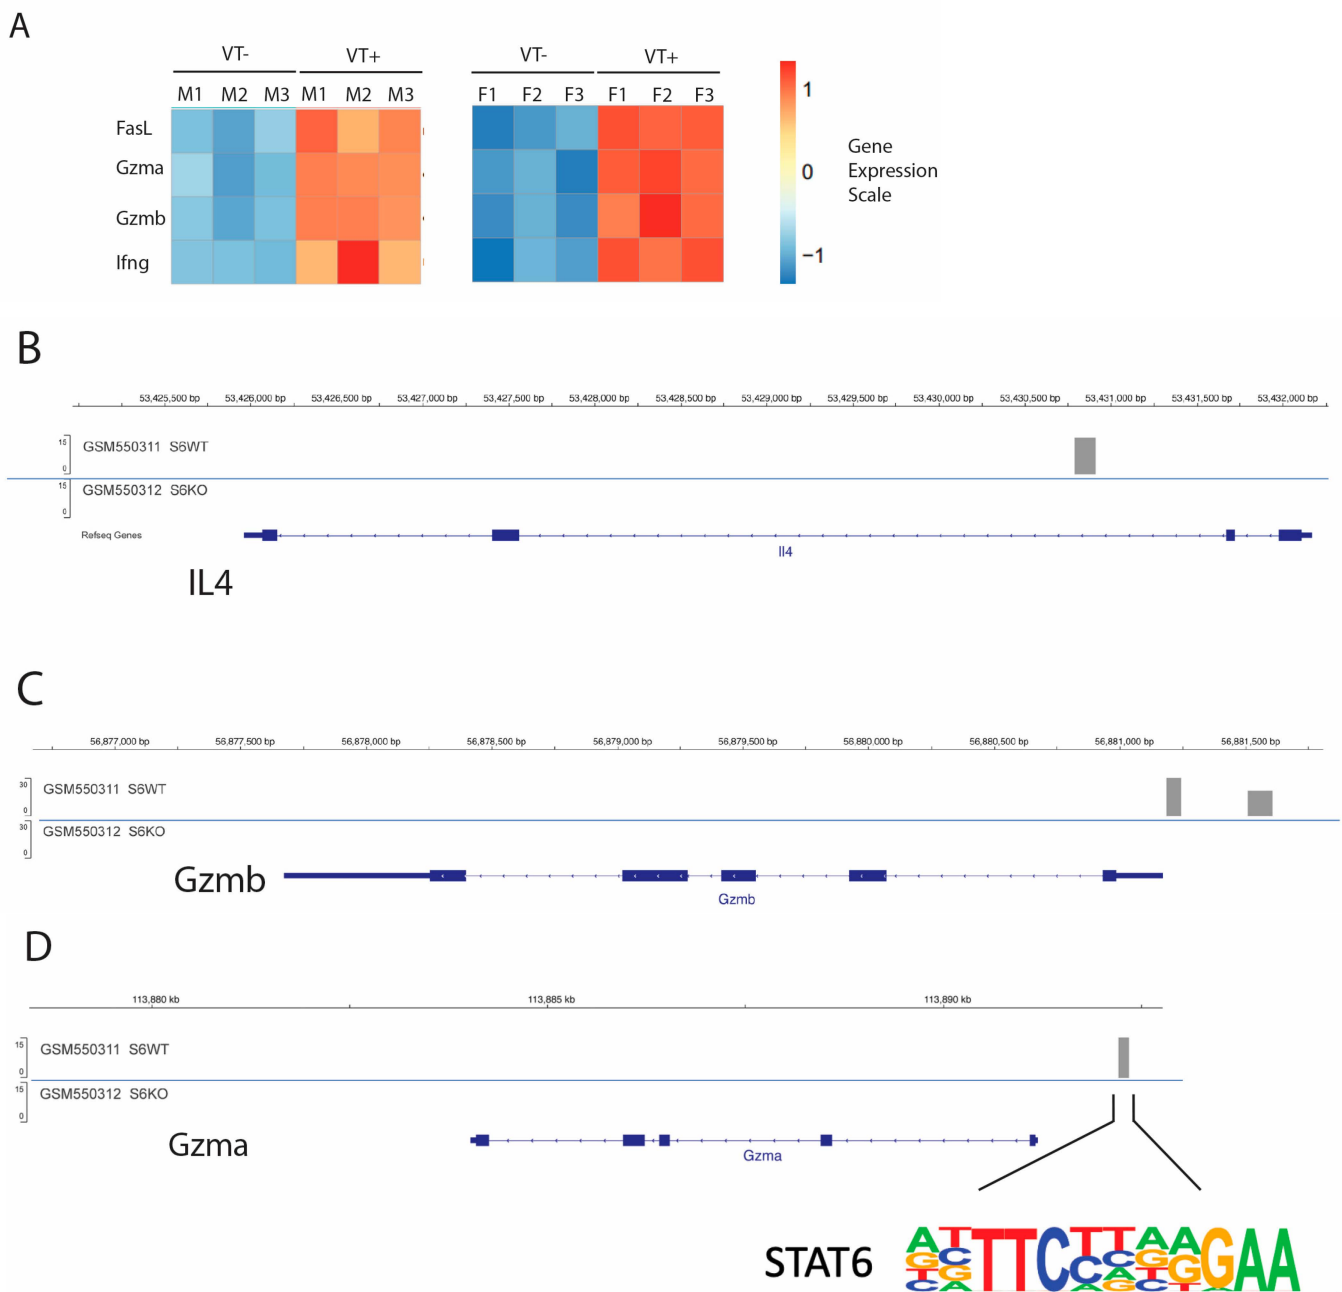 A
VT- VT+ VT- VT+
M1 M2 M3 M1 M2 M3 F1 F2 F3 F1 F2 F3
FasL
Gzma
Gzmb
Ifng
1
0
−1
Gene
Expression
Scale
B
53,425,500 bp 53,426,000 bp 53,426,500 bp 53,427,000 bp 53,427,500 bp 53,428,000 bp 53,428,500 bp 53,429,000 bp 53,429,500 bp 53,430,000 bp 53,430,500 bp 53,431,000 bp 53,431,500 bp 53,432,000 bp
15
0
GSM550311 S6WT
15
0
GSM550312 S6KO
Refseq Genes
Il4
IL4
C
56,877,000 bp 56,877,500 bp 56,878,000 bp 56,878,500 bp 56,879,000 bp 56,879,500 bp 56,880,000 bp 56,880,500 bp 56,881,000 bp 56,881,500 bp
30
0
GSM550311 S6WT
30
0
GSM550312 S6KO
Gzmb
Gzmb
D
113,880 kb 113,885 kb 113,890 kb
15
0
GSM550311 S6WT
15
0
GSM550312 S6KO
Gzma
Gzma
STAT6 ATTTCTTAAGAA